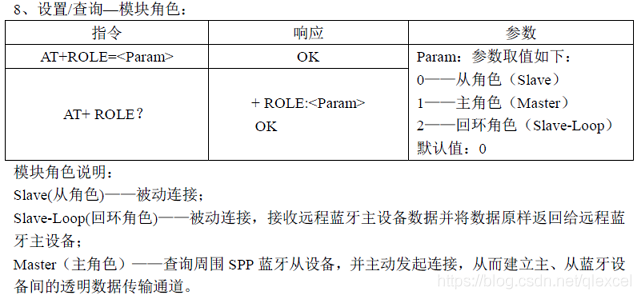 8、设置/查询—模块角色：
指令 响应 参数
AT+ROLE=<Param> OK Param：参数取值如下：
0——从角色（Slave）
1——主角色（Master）
2——回环角色（Slave-Loop）
默认值：0
AT+ ROLE？ + ROLE:<Param>
OK
模块角色说明：
Slave(从角色)——被动连接；
Slave-Loop(回环角色)——被动连接，接收远程蓝牙主设备数据并将数据原样返回给远程蓝
牙主设备；
Master（主角色）——查询周围 SPP 蓝牙从设备，并主动发起连接，从而建立主、从蓝牙设
备间的透明数据传输通道。
https://blog.csdn.net/qlexcel